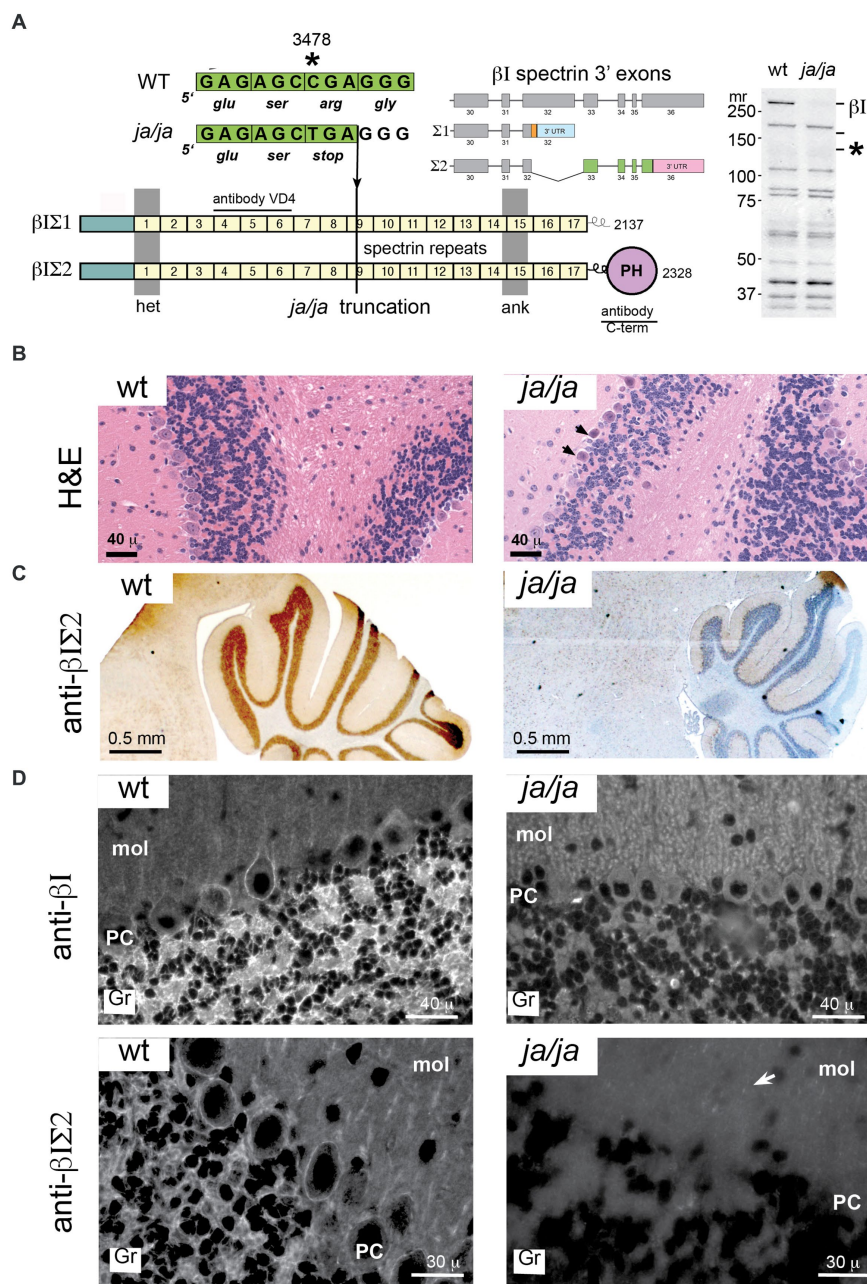 A
3478
*
WT
5‘
GAGAGCCGAGGG
glu ser arg gly
ja/ja
5‘
GAGAGCTGAGGG
glu ser stop
βI spectrin 3’ exons
30 31 32 33 34 35 36
Σ1
3' UTR
30 31 32
Σ2
3' UTR
30 31 32 33 34 35 36
wt ja/ja
mr
250
150
100
75
50
37
βI
*
antibody VD4
βIΣ1
1 2 3 4 5 6 7 8 9 10 11 12 13 14 15 16 17
2137
spectrin repeats
βIΣ2
1 2 3 4 5 6 7 8 9 10 11 12 13 14 15 16 17
PH
2328
het
ja/ja truncation
ank
antibody
C-term
B
H&E
wt
40 μ
ja/ja
40 μ
C
anti-βIΣ2
wt
0.5 mm
ja/ja
0.5 mm
D
anti-βI
wt
mol
PC
Gr
40 μ
ja/ja
mol
PC
Gr
40 μ
anti-βIΣ2
wt
mol
Gr
PC
30 μ
ja/ja
mol
PC
Gr
30 μ